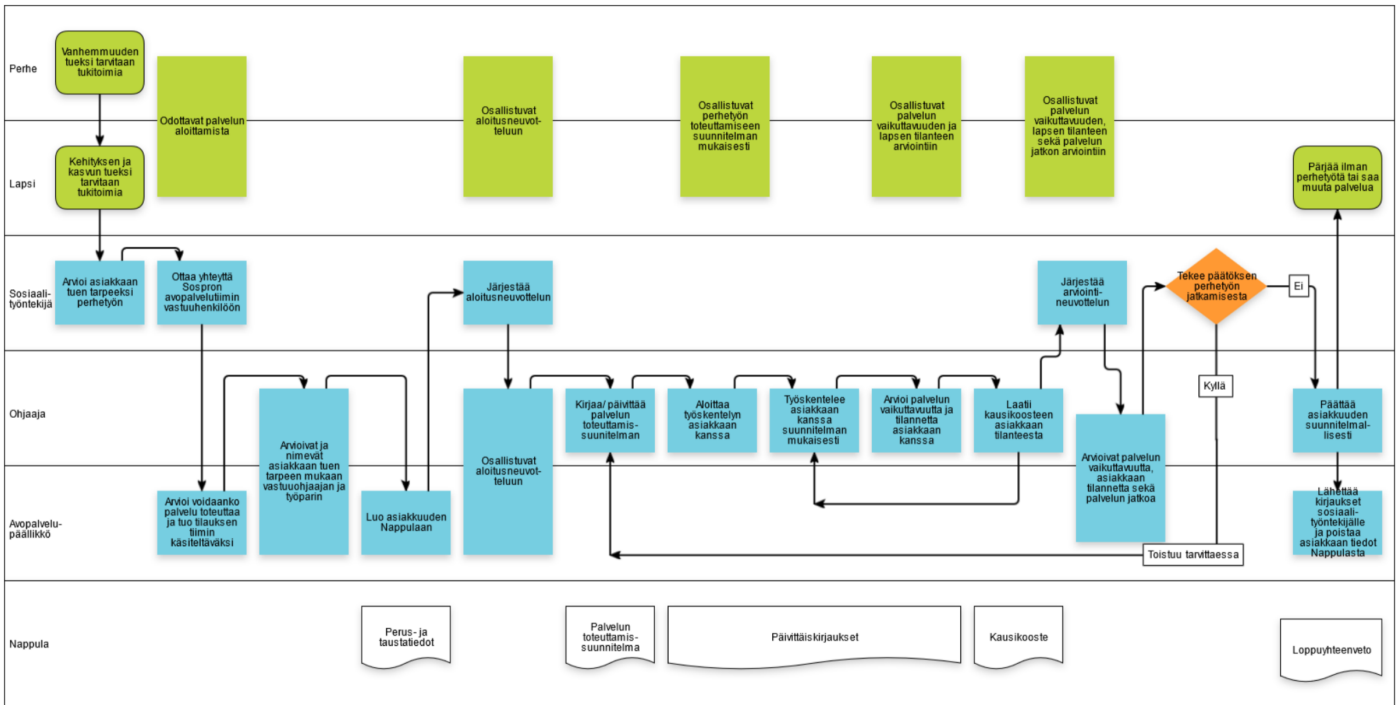 Perhe
Vanhemmuuden
tueksi tarvitaan
tukitoimia
Odottavat palvelun
aloittamista
Osallistuvat
aloitusneuvot-
teluun
Osallistuvat
perhetyön
toteuttamiseen
suunnitelman
mukaisesti
Osallistuvat
palvelun
vaikuttavuuden ja
lapsen tilanteen
arviointiin
Osallistuvat
palvelun
vaikuttavuuden,
lapsen tilanteen
sekä palvelun
jatkon arviointiin
Lapsi
Kehityksen ja
kasvun tueksi
tarvitaan
tukitoimia
Pärjää ilman
perhetyötä tai saa
muuta palvelua
Sosiaali-
työntekijä
Arvioi asiakkaan
tuen tarpeeksi
perhetyön
Ottaa yhteyttä
Sospron
avopalvelutiimin
vastuuhenkilöön
Järjestää
aloitusneuvottelun
Järjestää
arviointi-
neuvottelun
Tekee päätöksen
perhetyön
jatkamisesta
Ei
Kyllä
Ohjaaja
Arvioivat ja
nimevät
asiakkaan tuen
tarpeen mukaan
vastuuohjaajan ja
työparin
Osallistuvat
aloitusneuvot-
teluun
Kirjaa/ päivittää
palvelun
toteuttamis-
suunitelman
Aloittaa
työskentelyn
asiakkaan
kanssa
Työskentelee
asiakkaan
kanssa
suunnitelman
mukaisesti
Arvioi palvelun
vaikuttavuutta ja
tilannetta
asiakkaan
kanssa
Laatii
kausikoosteen
asiakkaan
tilanteesta
Arvioivat palvelun
vaikuttavuutta,
asiakkaan
tilannetta sekä
palvelun jatkoa
Päättää
asiakkuuden
suunnitelmal-
lisesti
Avopalvelu-
päällikkö
Arvioi voidaanko
palvelu toteuttaa
ja tuo tilauksen
tiimin
käsiteltäväksi
Luo asiakkuuden
Nappulaan
Toistuu tarvittaessa
Lähettää
kirjaukset
sosiaali-
työntekijälle
ja poistaa
asiakkaan tiedot
Nappulasta
Nappula
Perus- ja
taustatiedot
Palvelun
toteuttamis-
suunnitelma
Päivittäiskirjaukset
Kausikooste
Loppuyhteenveto